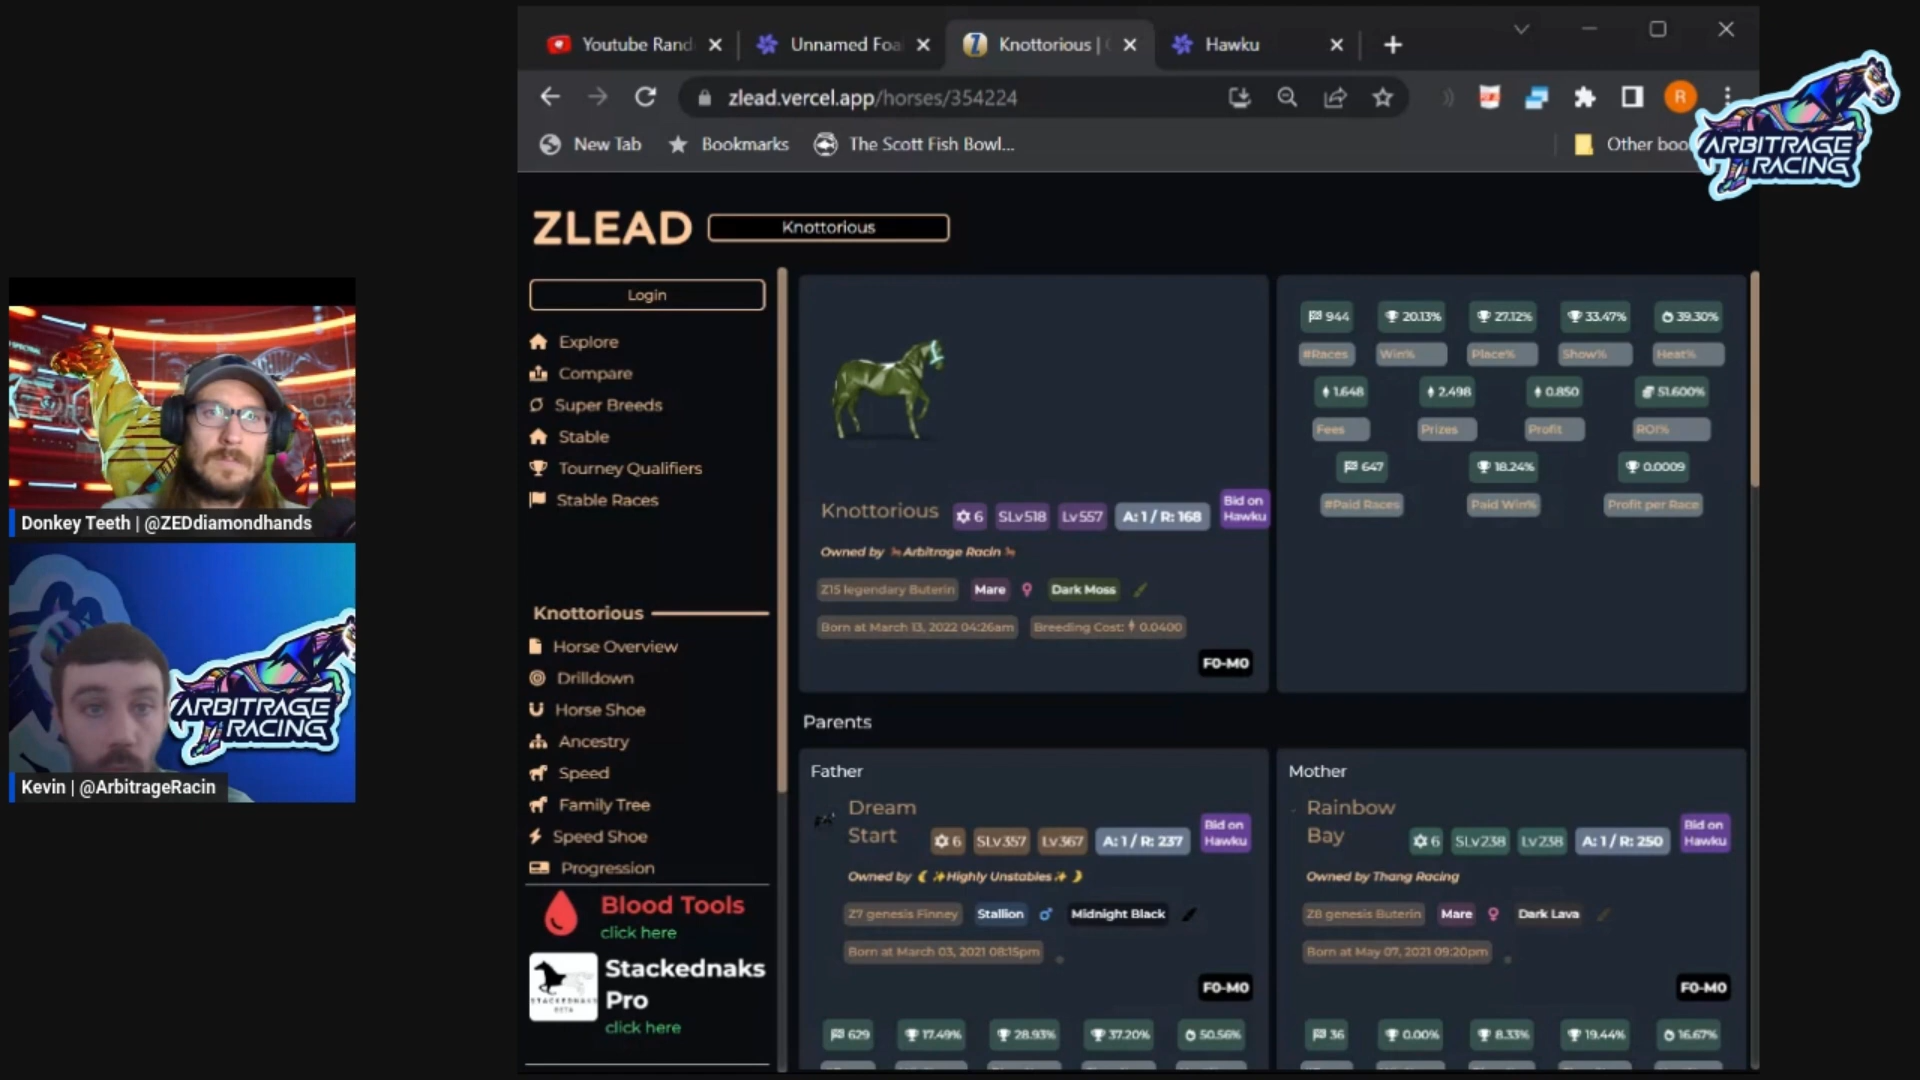 Youtube Rand
Unnamed Foa
Knottorious |
Hawku
zlead.vercel.app/horses/354224
R
New Tab
Bookmarks
The Scott Fish Bowl...
Other boo
ARBITRAGE
RACING
ZLEAD
Knottorious
Login
Explore
Compare
Super Breeds
Stable
Tourney Qualifiers
Stable Races
Knottorious
Horse Overview
Drilldown
Horse Shoe
Ancestry
Speed
Family Tree
Speed Shoe
Progression
Blood Tools
click here
Stackednaks
Pro
click here
STACKEDNAKS
BETA
Knottorious
6
SLv518
Lv557
A: 1 / R: 168
Bid on
Hawku
Owned by Arbitrage Racin
Z15 legendary Buterin
Mare
Dark Moss
Born at March 13, 2022 04:26am
Breeding Cost: 0.0400
F0-M0
944
20.13%
27.12%
33.47%
39.30%
#Races
Win%
Place%
Show%
Heat%
1.648
2.498
0.850
51.600%
Fees
Prizes
Profit
ROI%
647
18.24%
0.0009
#Paid Races
Paid Win%
Profit per Race
Parents
Father
Dream
Start
6
SLv357
Lv367
A: 1 / R: 237
Bid on
Hawku
Owned by Highly Unstables
Z7 genesis Finney
Stallion
Midnight Black
Born at March 03, 2021 08:15pm
F0-M0
629
17.49%
28.93%
37.20%
50.56%
Mother
Rainbow
Bay
6
SLv238
Lv238
A: 1 / R: 250
Bid on
Hawku
Owned by Thang Racing
Z8 genesis Buterin
Mare
Dark Lava
Born at May 07, 2021 09:20pm
F0-M0
36
0.00%
8.33%
19.44%
16.67%
Donkey Teeth | @ZEDdiamondhands
ARBITRAGE
RACING
Kevin | @ArbitrageRacin